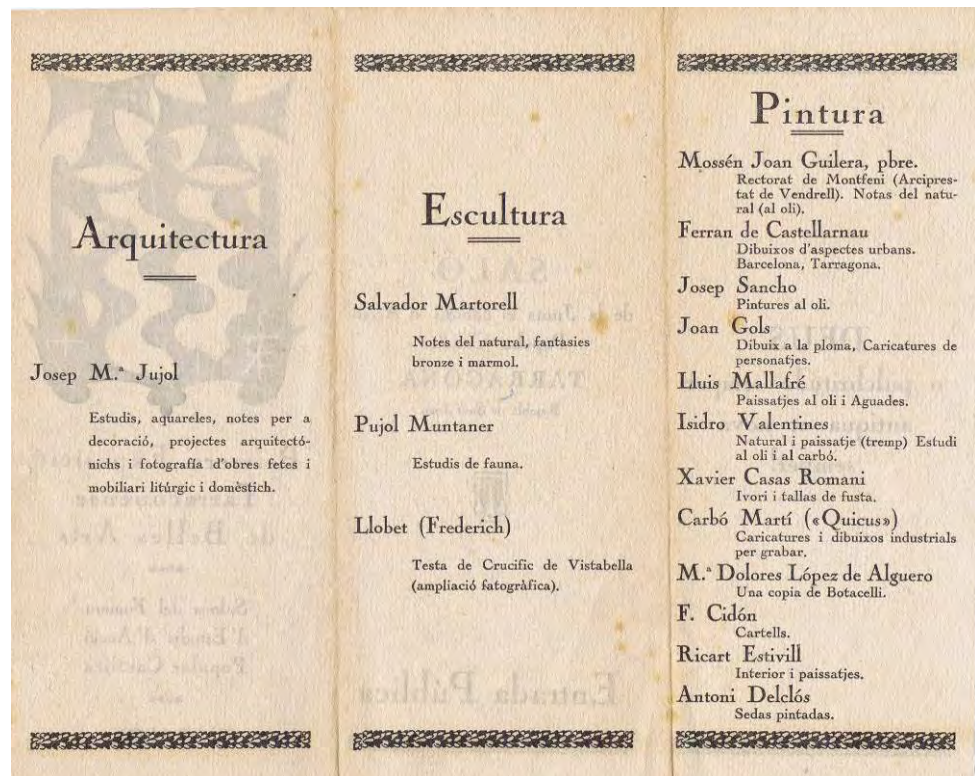 Arquitectura
Josep M.ª Jujol
Estudis, aquareles, notes per a
decoració, projectes arquitectó-
nichs i fotografía d'obres fetes i
mobiliari litúrgic i domèstich.
Escultura
Salvador Martorell
Notes del natural, fantasies
bronze i marmol.
Pujol Muntaner
Estudis de fauna.
Llobet (Frederich)
Testa de Crucific de Vistabella
(ampliació fatogràfica).
Pintura
Mossén Joan Guilera, pbre.
Rectorat de Montferri (Arcipres-
tat de Vendrell). Notas del natu-
ral (al oli).
Ferran de Castellarnau
Dibuixos d'aspectes urbans.
Barcelona, Tarragona.
Josep Sancho
Pintures al oli.
Joan Gols
Dibuix a la ploma, Caricatures de
personatjes.
Lluis Mallafré
Paissatjes al oli i Aguades.
Isidro Valentines
Natural i paissatje (tremp) Estudi
al oli i al carbó.
Xavier Casas Romani
Ivori i tallas de fusta.
Carbó Martí («Quicus»)
Caricatures i dibuixos industrials
per grabar.
M.ª Dolores López de Alguero
Una copia de Botacelli.
F. Cidón
Cartells.
Ricart Estivill
Interior i paissatjes.
Antoni Delclós
Sedas pintadas.